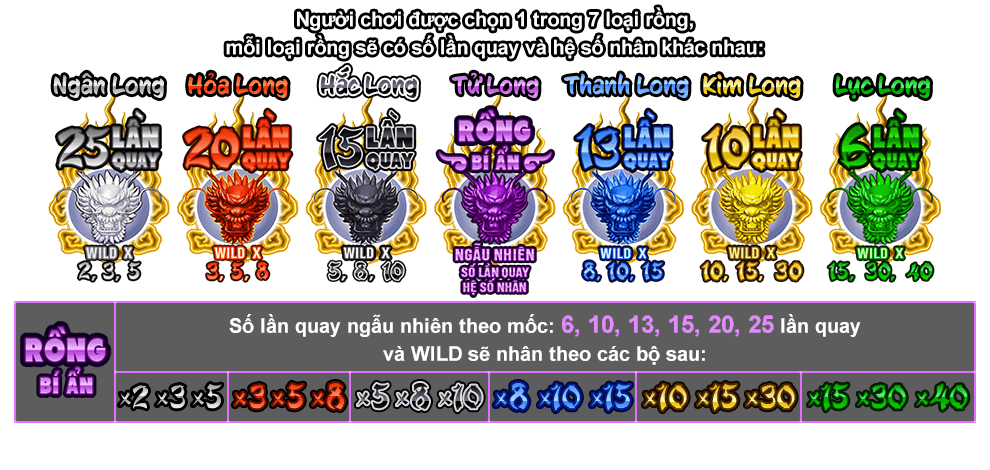 Người chơi được chọn 1 trong 7 loại rồng,
mỗi loại rồng sẽ có số lần quay và hệ số nhân khác nhau:
Ngân Long Hỏa Long Hắc Long Tử Long Thanh Long Kim Long Lục Long
25 LẦN QUAY
20 LẦN QUAY
15 LẦN QUAY
RỒNG
BÍ ẨN
13 LẦN QUAY
10 LẦN QUAY
6 LẦN QUAY
WILD X
2, 3, 5
WILD X
3, 5, 8
WILD X
5, 8, 10
NGẪU NHIÊN
SỐ LẦN QUAY
HỆ SỐ NHÂN
WILD X
8, 10, 15
WILD X
10, 15, 30
WILD X
15, 30, 40
RỒNG
BÍ ẨN
Số lần quay ngẫu nhiên theo mốc: 6, 10, 13, 15, 20, 25 lần quay
và WILD sẽ nhân theo các bộ sau:
x2 x3 x5 x3 x5 x8 x5 x8 x10 x8 x10 x15 x10 x15 x30 x15 x30 x40